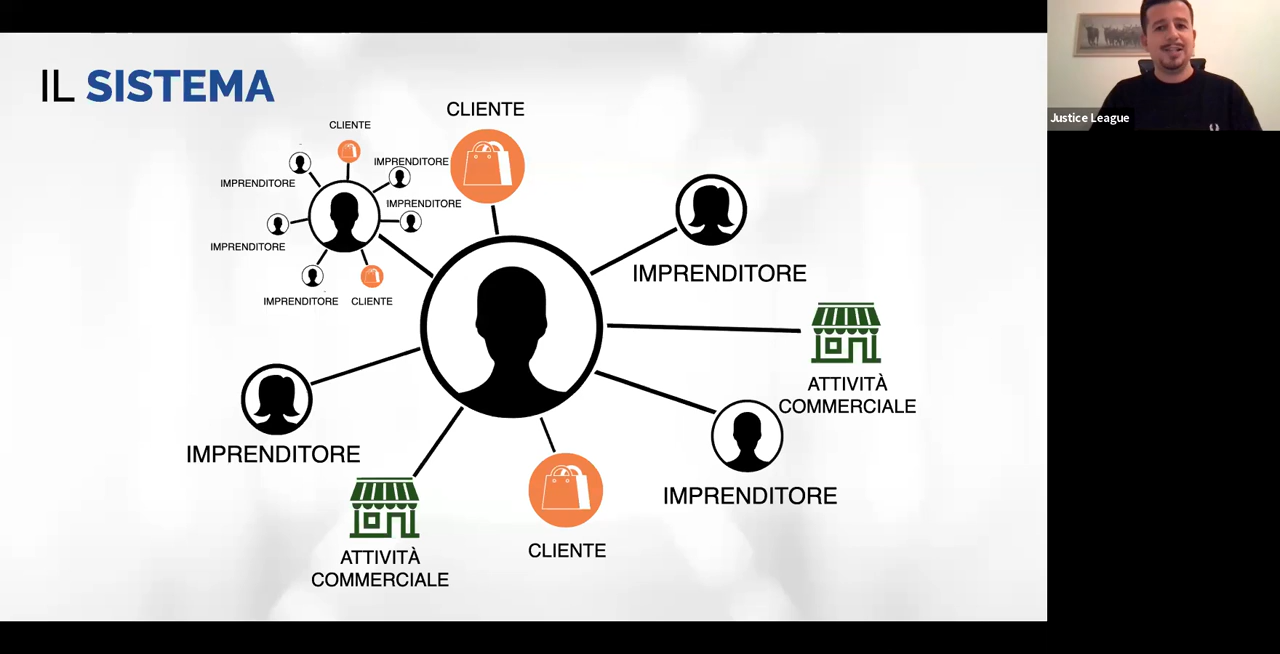 IL SISTEMA
CLIENTE
CLIENTE
IMPRENDITORE
IMPRENDITORE
IMPRENDITORE
IMPRENDITORE
IMPRENDITORE
CLIENTE
IMPRENDITORE
ATTIVITÀ
COMMERCIALE
IMPRENDITORE
IMPRENDITORE
CLIENTE
ATTIVITÀ
COMMERCIALE
Justice League